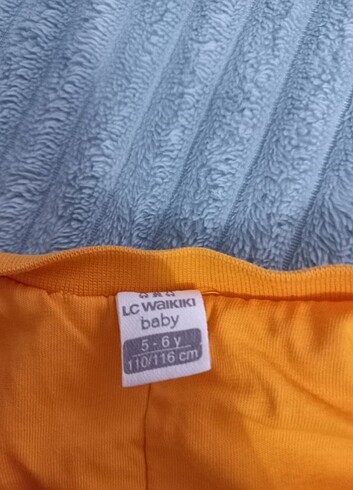 LC WAIKIKI
baby
5 - 6 y
110/116 cm